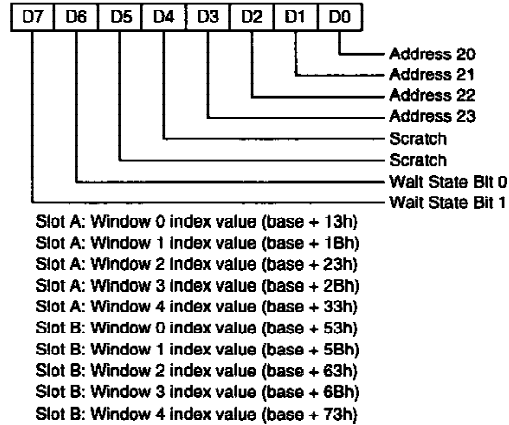 D7 D6 D5 D4 D3 D2 D1 D0
Address 20
Address 21
Address 22
Address 23
Scratch
Scratch
Wait State Bit 0
Wait State Bit 1
Slot A: Window 0 index value (base + 13h)
Slot A: Window 1 index value (base + 1Bh)
Slot A: Window 2 index value (base + 23h)
Slot A: Window 3 index value (base + 2Bh)
Slot A: Window 4 index value (base + 33h)
Slot B: Window 0 index value (base + 53h)
Slot B: Window 1 index value (base + 5Bh)
Slot B: Window 2 index value (base + 63h)
Slot B: Window 3 index value (base + 6Bh)
Slot B: Window 4 index value (base + 73h)